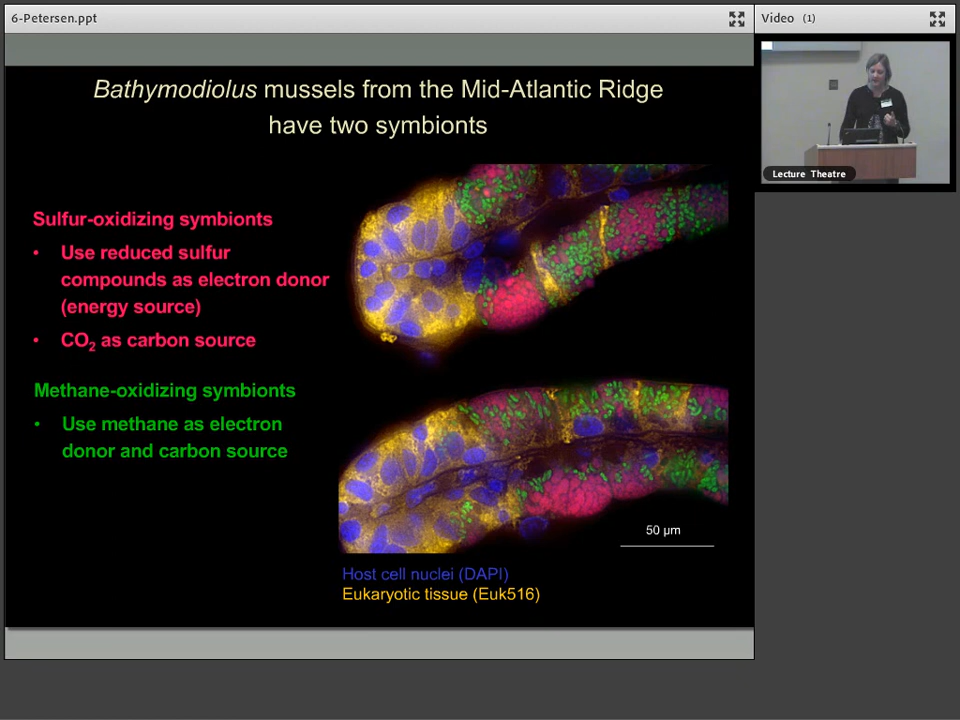 6-Petersen.ppt
Video (1)
Bathymodiolus mussels from the Mid-Atlantic Ridge
have two symbionts
Lecture Theatre
Sulfur-oxidizing symbionts
• Use reduced sulfur
compounds as electron donor
(energy source)
• CO2 as carbon source
Methane-oxidizing symbionts
• Use methane as electron
donor and carbon source
50 µm
Host cell nuclei (DAPI)
Eukaryotic tissue (Euk516)